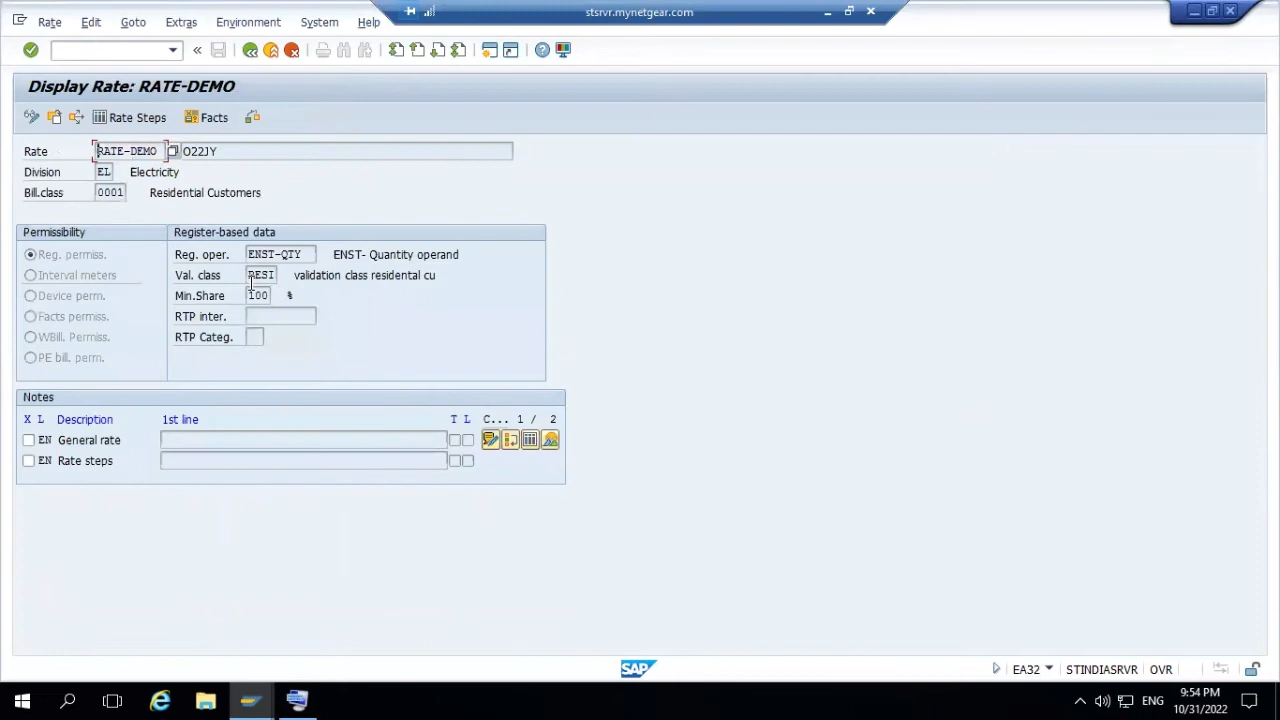 stsrvr.mynetgear.com
Rate Edit Goto Extras Environment System Help
Display Rate: RATE-DEMO
Rate Steps Facts
Rate RATE-DEMO O22JY
Division EL Electricity
Bill.class 0001 Residential Customers
Permissibility Register-based data
Reg. permiss. Reg. oper. ENST-QTY ENST- Quantity operand
Interval meters Val. class RESI validation class residental cu
Device perm. Min.Share 100 %
Facts permiss. RTP inter.
WBill. Permiss. RTP Categ.
PE bill. perm.
Notes
X L Description 1st line T L C... 1 / 2
EN General rate
EN Rate steps
SAP EA32 STINDIASRVR OVR
ENG 9:54 PM
10/31/2022